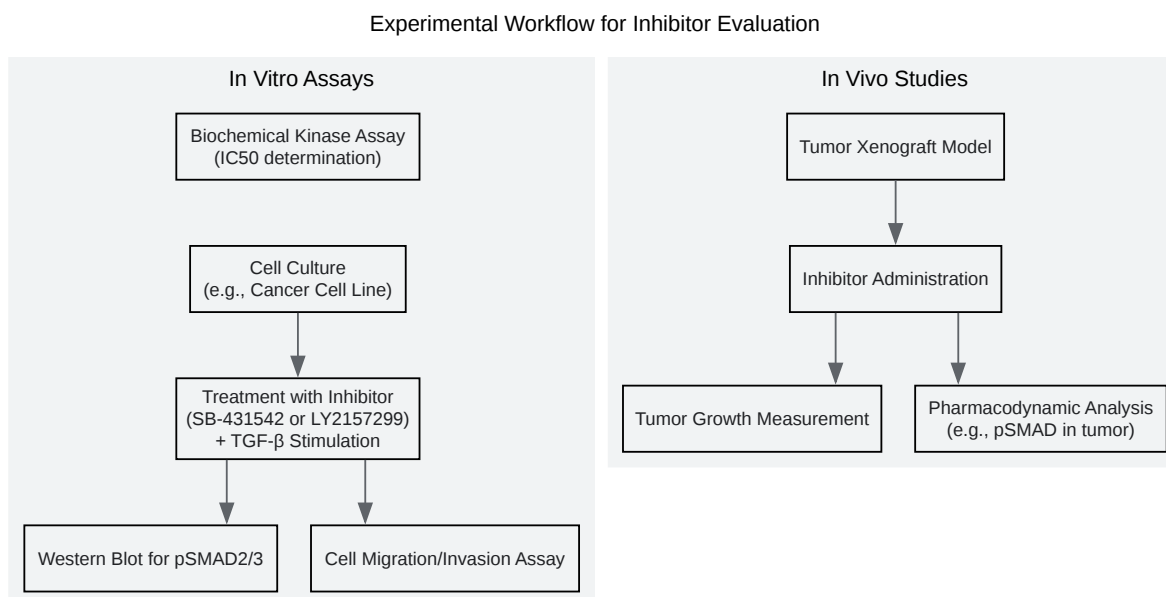 Experimental Workflow for Inhibitor Evaluation
In Vitro Assays
Biochemical Kinase Assay
(IC50 determination)
Cell Culture
(e.g., Cancer Cell Line)
Treatment with Inhibitor
(SB-431542 or LY2157299)
+ TGF-β Stimulation
Western Blot for pSMAD2/3
Cell Migration/Invasion Assay
In Vivo Studies
Tumor Xenograft Model
Inhibitor Administration
Tumor Growth Measurement
Pharmacodynamic Analysis
(e.g., pSMAD in tumor)